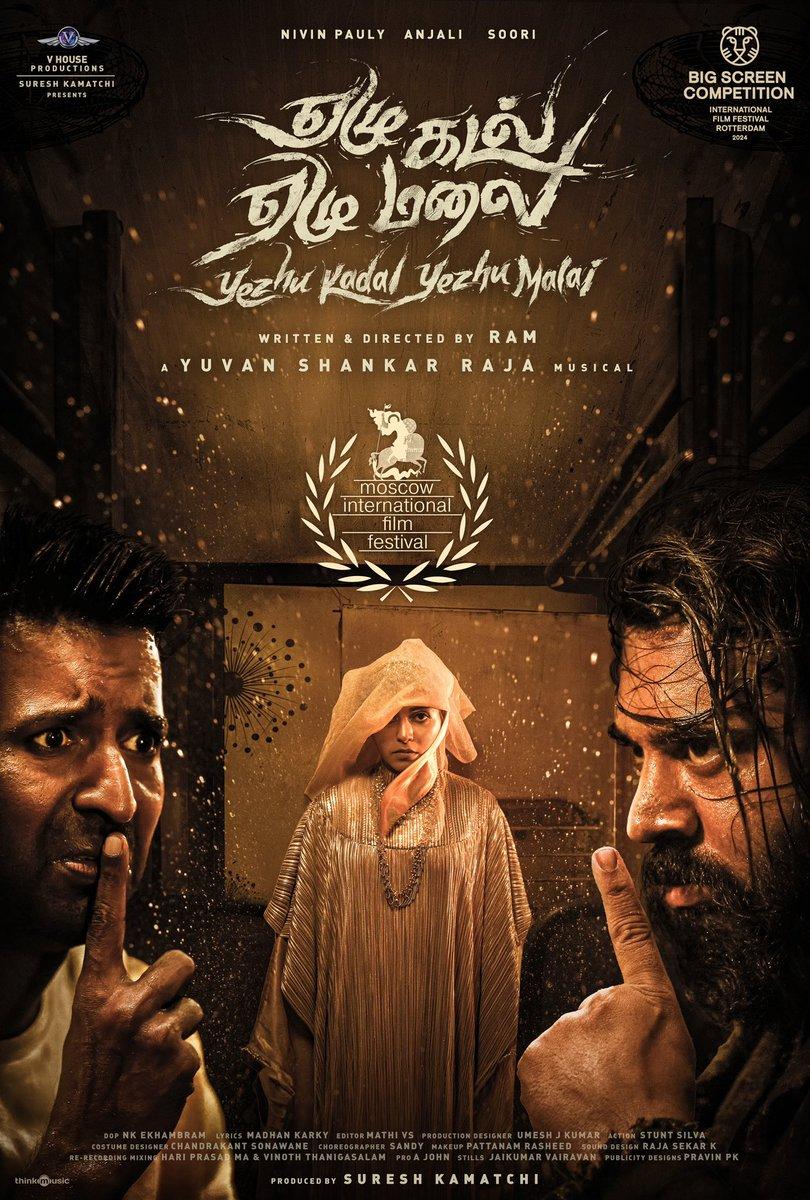 NIVIN PAULY ANJALI SOORI
V HOUSE
PRODUCTIONS
SURESH KAMATCHI
PRESENTS
BIG SCREEN
COMPETITION
INTERNATIONAL
FILM FESTIVAL
ROTTERDAM
2024
ஏழு கடல்
ஏழு மலை
Yezhu Kadal Yezhu Malai
WRITTEN & DIRECTED BY RAM
A YUVAN SHANKAR RAJA MUSICAL
moscow
international
film
festival
DOP NK EKHAMBRAM LYRICS MADHAN KARKY EDITOR MATHI VS PRODUCTION DESIGNER UMESH J KUMAR ACTION STUNT SILVA
COSTUME DESIGNER CHANDRAKANT SONAWANE CHOREOGRAPHER SANDY MAKEUP PATTANAM RASHEED SOUND DESIGN RAJA SEKAR K
RE-RECORDING MIXING HARI PRASAD MA & VINOTH THANIGASALAM PRO A JOHN STILLS JAIKUMAR VAIRAVAN PUBLICITY DESIGNS PRAVIN PK
think music
PRODUCED BY SURESH KAMATCHI